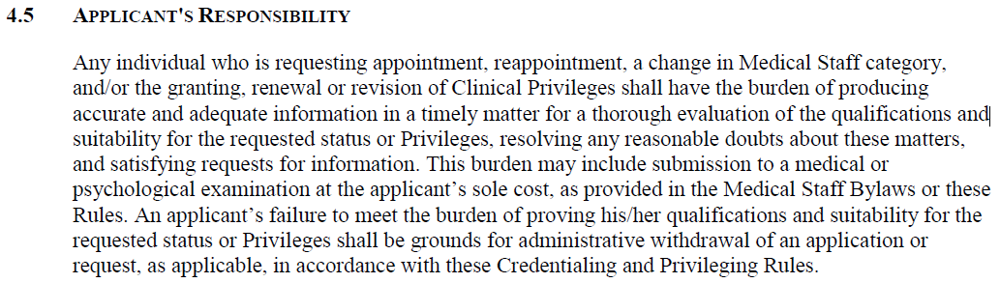 4.5 APPLICANT'S RESPONSIBILITY
Any individual who is requesting appointment, reappointment, a change in Medical Staff category,
and/or the granting, renewal or revision of Clinical Privileges shall have the burden of producing
accurate and adequate information in a timely matter for a thorough evaluation of the qualifications and
suitability for the requested status or Privileges, resolving any reasonable doubts about these matters,
and satisfying requests for information. This burden may include submission to a medical or
psychological examination at the applicant’s sole cost, as provided in the Medical Staff Bylaws or these
Rules. An applicant’s failure to meet the burden of proving his/her qualifications and suitability for the
requested status or Privileges shall be grounds for administrative withdrawal of an application or
request, as applicable, in accordance with these Credentialing and Privileging Rules.